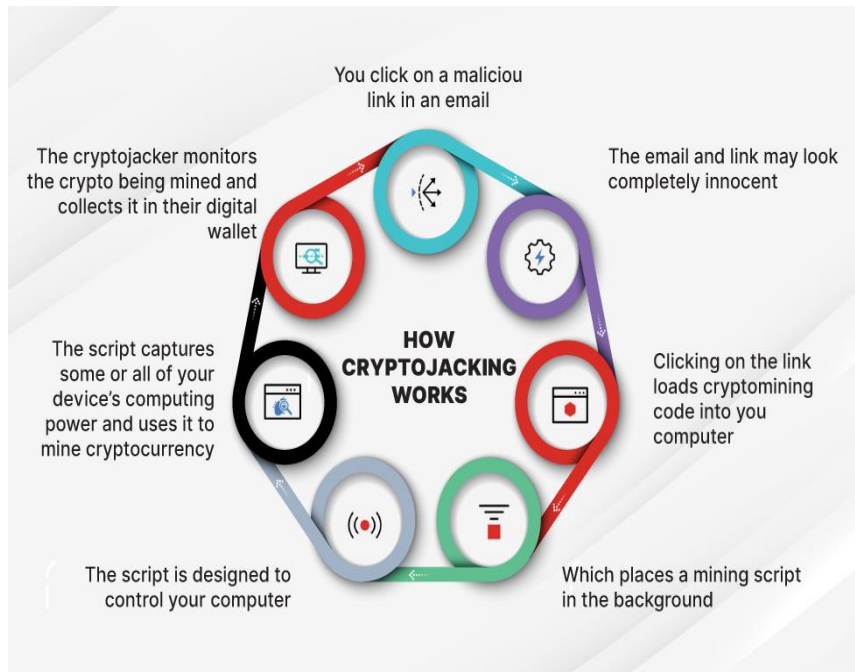 You click on a maliciou
link in an email
The email and link may look
completely innocent
Clicking on the link
loads cryptomining
code into you
computer
Which places a mining script
in the background
The script is designed to
control your computer
The script captures
some or all of your
device's computing
power and uses it to
mine cryptocurrency
The cryptojacker monitors
the crypto being mined and
collects it in their digital
wallet
HOW
CRYPTOJACKING
WORKS